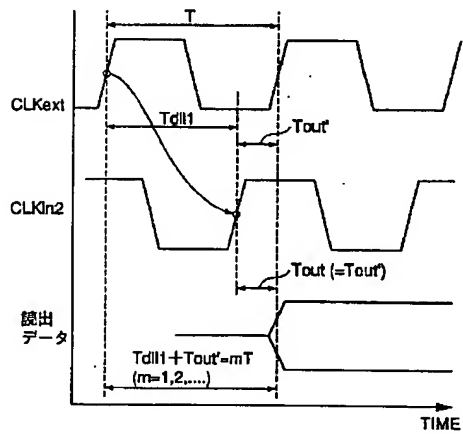 T
CLKext
Tdll1
Tout'
CLKin2
Tout (=Tout')
読出
データ
Tdll1+Tout'=mT
(m=1,2,....)
TIME